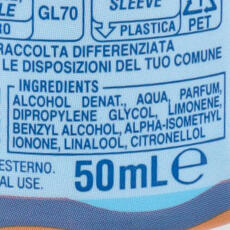 SLEEVE
GL70
PLASTICA
PET
RACCOLTA DIFFERENZIATA
LE DISPOSIZIONI DEL TUO COMUNE
INGREDIENTS
ALCOHOL DENAT., AQUA, PARFUM,
DIPROPYLENE GLYCOL, LIMONENE,
BENZYL ALCOHOL, ALPHA-ISOMETHYL
IONONE, LINALOOL, CITRONELLOL
ESTERNO.
AL USE.
50mL e